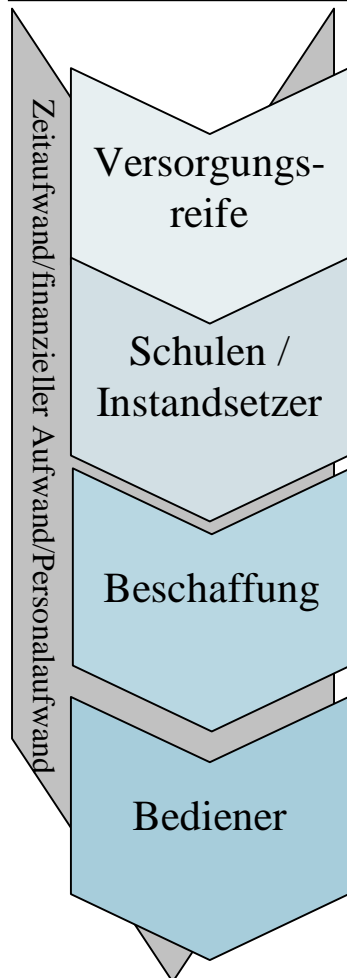 Zeitaufwand/finanzieller Aufwand/Personalaufwand
Versorgungs-
reife
Schulen /
Instandsetzer
Beschaffung
Bediener